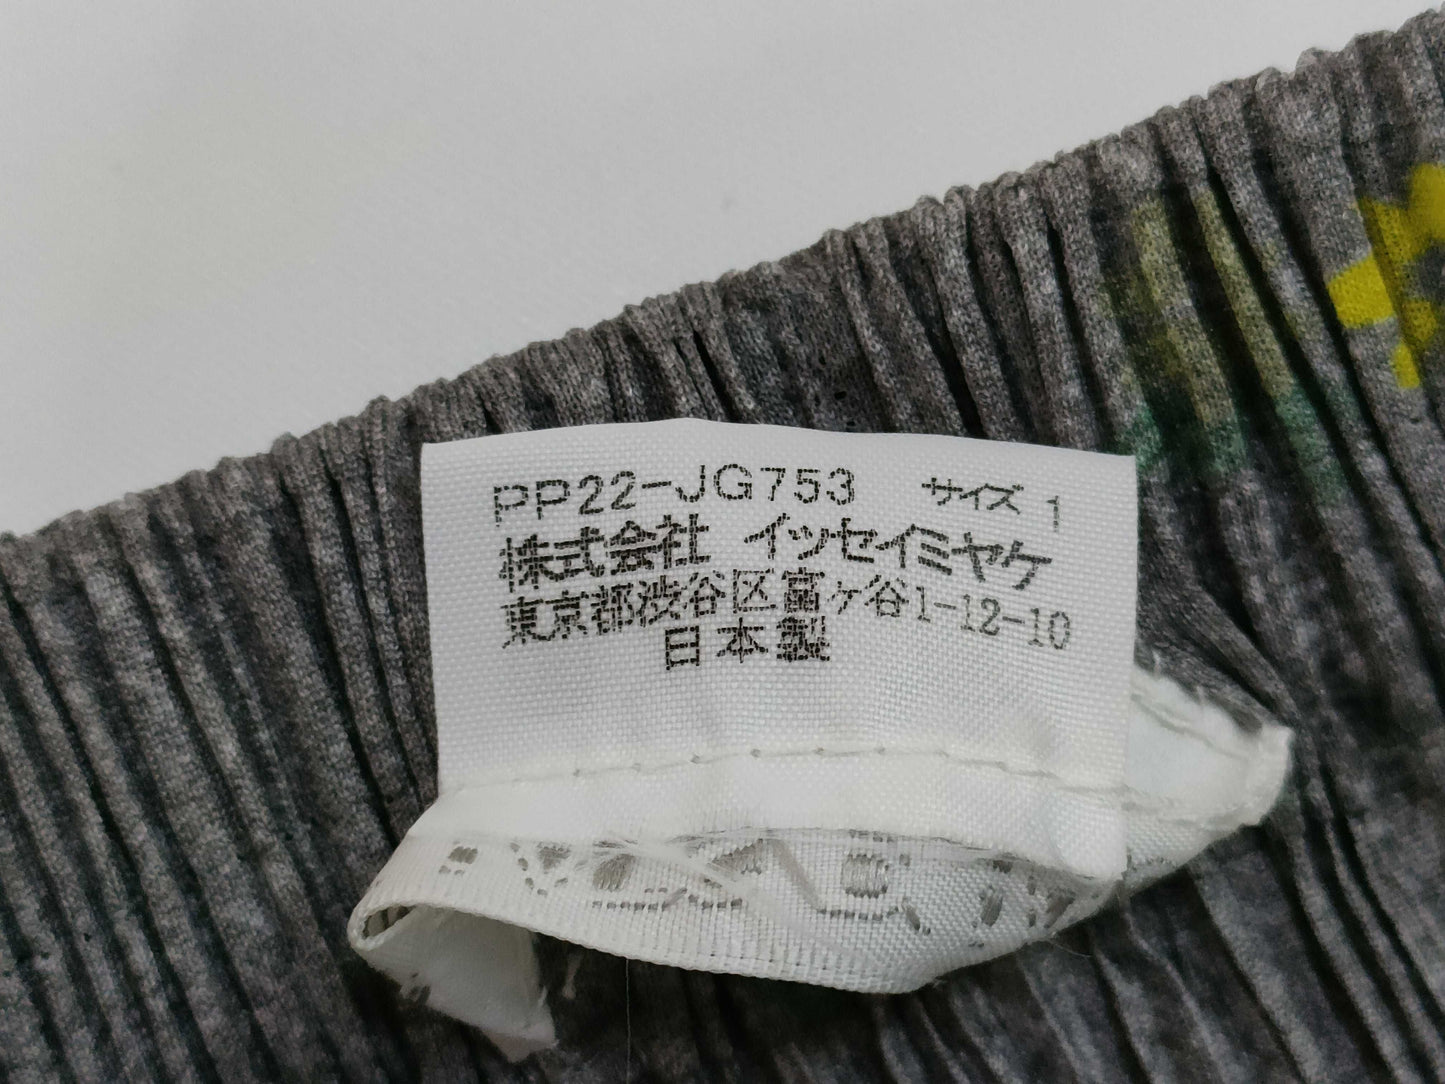 PP22-JG753 サイズ 1
株式会社 イッセイミヤケ
東京都渋谷区富ヶ谷1-12-10
日本製